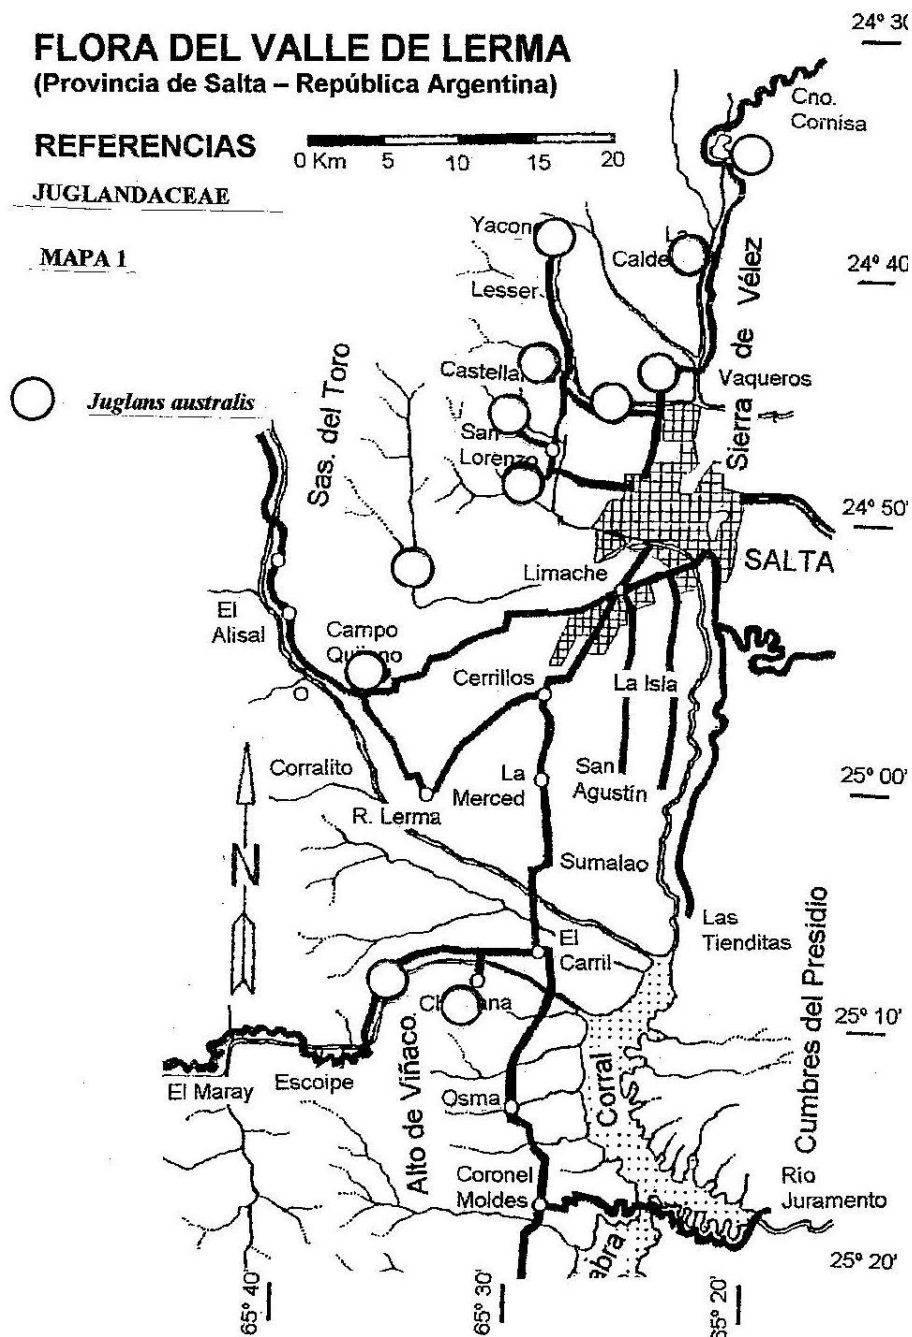 24º 30'
FLORA DEL VALLE DE LERMA
(Provincia de Salta – República Argentina)
Cno.
Cornisa
REFERENCIAS
0 Km 5 10 16 20
JUGLANDACEAE
MAPA 1
Yacon
La
Calde
24º 40'
Lesser
Sierra de Vélez
Castella
Vaqueros
Juglans australis
Sas. del Toro
San
Lorenzo
24º 50'
SALTA
Limache
El
Alisal
Campo
Cerrillos
La Isla
Corralito
La
Merced
San
Agustín
25º 00'
R. Lerma
N
Sumalao
Las
Tienditas
El
Carril
Cumbres del Presidio
25º 10'
Alto de Viñaco
El Maray
Escoipe
Osma
Corral
Coronel
Moldes
Río
Juramento
abra
25º 20'
65º 40'
65º 30'
65º 20'